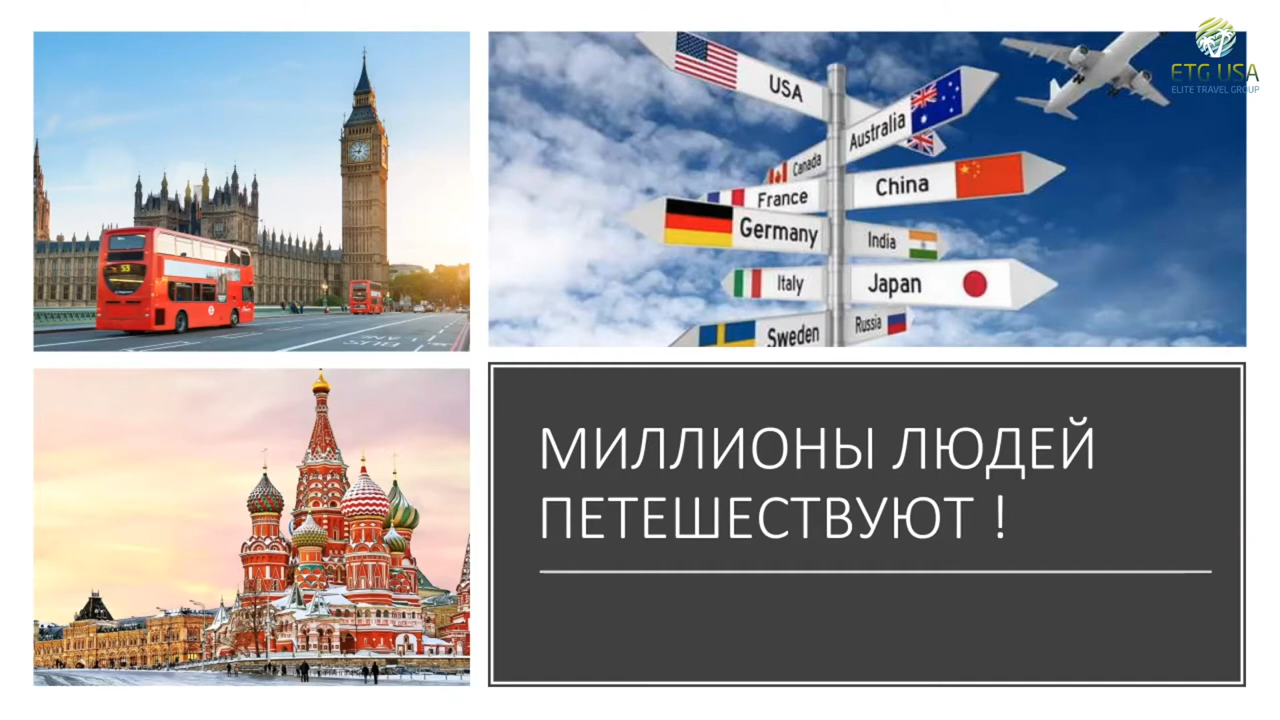 ETG USA
ELITE TRAVEL GROUP
USA
Australia
Canada
China
France
Germany
India
Italy
Japan
Sweden
Russia
53
МИЛЛИОНЫ ЛЮДЕЙ
ПЕТЕШЕСТВУЮТ !